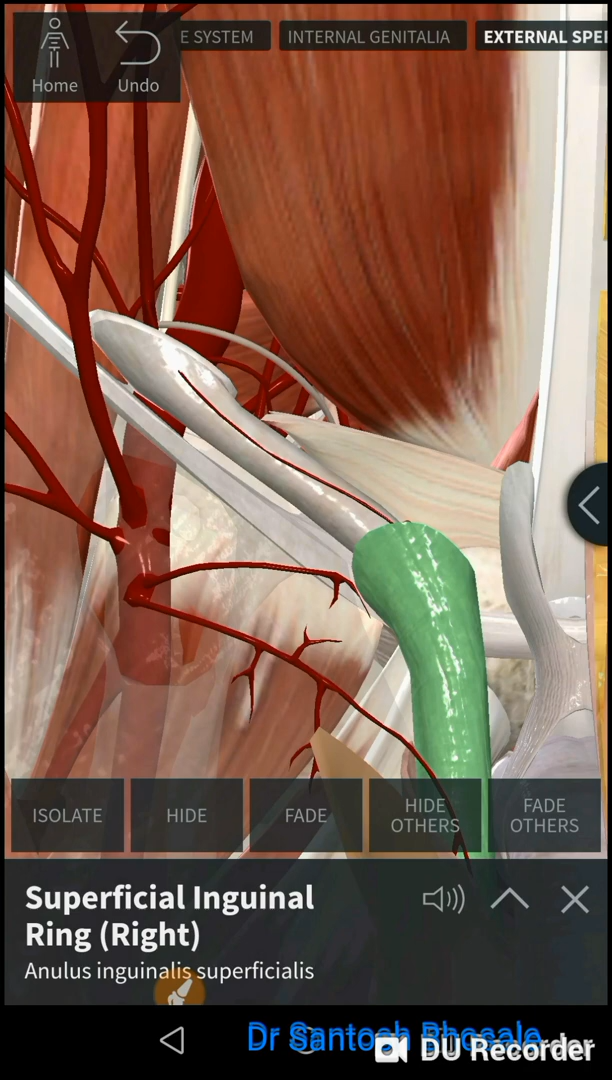 E SYSTEM
INTERNAL GENITALIA
EXTERNAL SPE
Home
Undo
ISOLATE
HIDE
FADE
HIDE
OTHERS
FADE
OTHERS
Superficial Inguinal
Ring (Right)
Anulus inguinalis superficialis
Dr Santosh Bhosale
DU Recorder